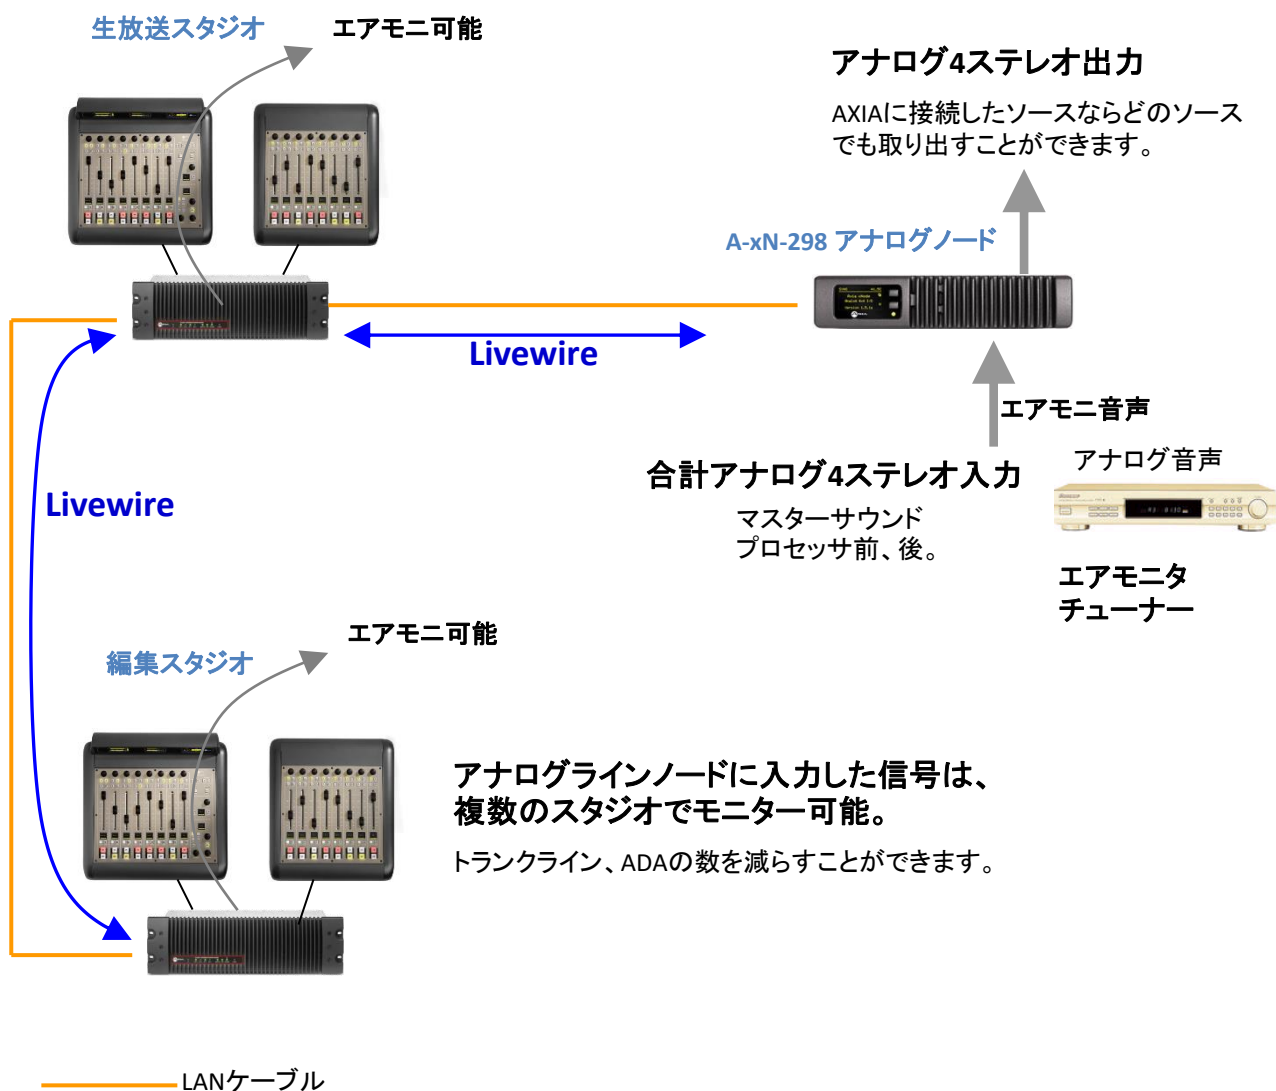 生放送スタジオ
エアモニ可能
アナログ4ステレオ出力
AXIAに接続したソースならどのソース
でも取り出すことができます。
A-xN-298 アナログノード
Livewire
エアモニ音声
合計アナログ4ステレオ入力
マスターサウンド
プロセッサ前、後。
アナログ音声
エアモニタ
チューナー
Livewire
エアモニ可能
編集スタジオ
アナログラインノードに入力した信号は、
複数のスタジオでモニター可能。
トランクライン、ADAの数を減らすことができます。
LANケーブル